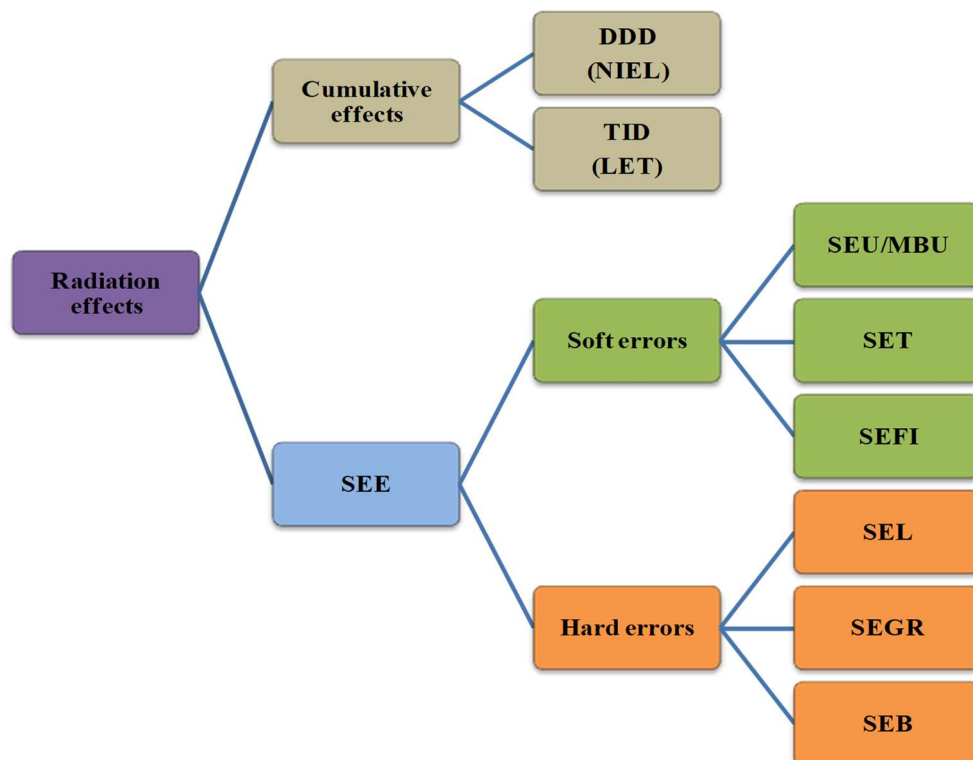 DDD
(NIEL)
Cumulative
effects
TID
(LET)
SEU/MBU
Radiation
effects
Soft errors
SET
SEFI
SEE
SEL
Hard errors
SEGR
SEB